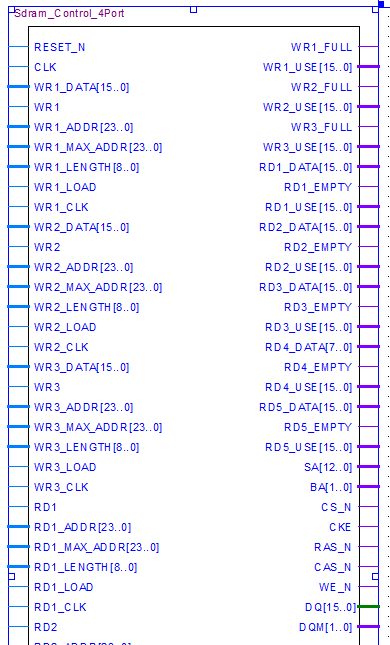 Sdram_Control_4Port
RESET_N
CLK
WR1_DATA[15..0]
WR1
WR1_ADDR[23..0]
WR1_MAX_ADDR[23..0]
WR1_LENGTH[8..0]
WR1_LOAD
WR1_CLK
WR2_DATA[15..0]
WR2
WR2_ADDR[23..0]
WR2_MAX_ADDR[23..0]
WR2_LENGTH[8..0]
WR2_LOAD
WR2_CLK
WR3_DATA[15..0]
WR3
WR3_ADDR[23..0]
WR3_MAX_ADDR[23..0]
WR3_LENGTH[8..0]
WR3_LOAD
WR3_CLK
RD1
RD1_ADDR[23..0]
RD1_MAX_ADDR[23..0]
RD1_LENGTH[8..0]
RD1_LOAD
RD1_CLK
RD2
WR1_FULL
WR1_USE[15..0]
WR2_FULL
WR2_USE[15..0]
WR3_FULL
WR3_USE[15..0]
RD1_DATA[15..0]
RD1_EMPTY
RD1_USE[15..0]
RD2_DATA[15..0]
RD2_EMPTY
RD2_USE[15..0]
RD3_DATA[15..0]
RD3_EMPTY
RD3_USE[15..0]
RD4_DATA[7..0]
RD4_EMPTY
RD4_USE[15..0]
RD5_DATA[15..0]
RD5_EMPTY
RD5_USE[15..0]
SA[12..0]
BA[1..0]
CS_N
CKE
RAS_N
CAS_N
WE_N
DQ[15..0]
DQM[1..0]